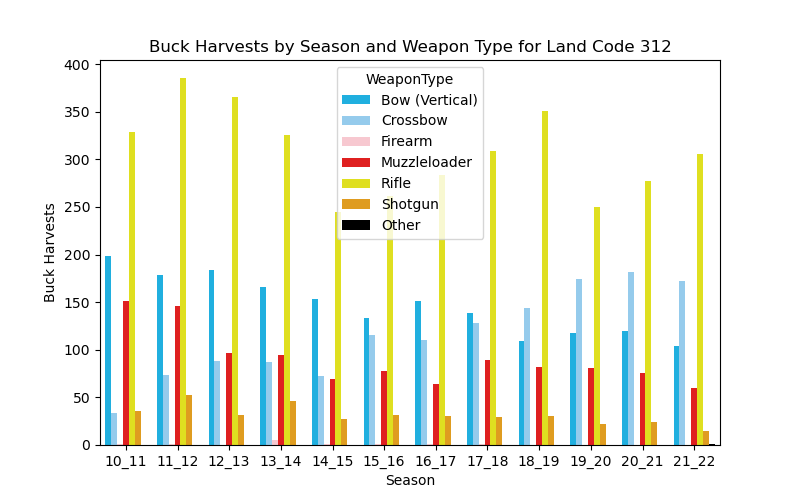 Buck Harvests by Season and Weapon Type for Land Code 312
400
350
300
250
200
150
100
50
0
Buck Harvests
WeaponType
Bow (Vertical)
Crossbow
Firearm
Muzzleloader
Rifle
Shotgun
Other
10_11 11_12 12_13 13_14 14_15 15_16 16_17 17_18 18_19 19_20 20_21 21_22
Season